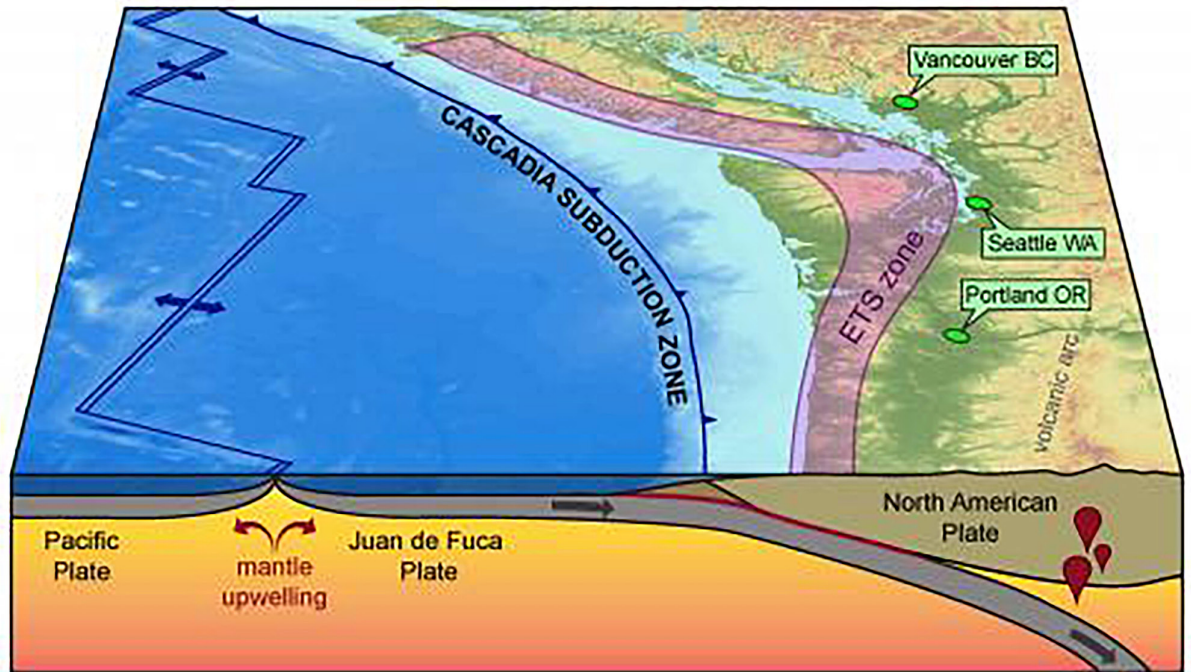 Vancouver BC
CASCADIA SUBDUCTION ZONE
Seattle WA
ETS zone
Portland OR
volcanic arc
North American
Plate
Pacific
Plate
Juan de Fuca
Plate
mantle
upwelling